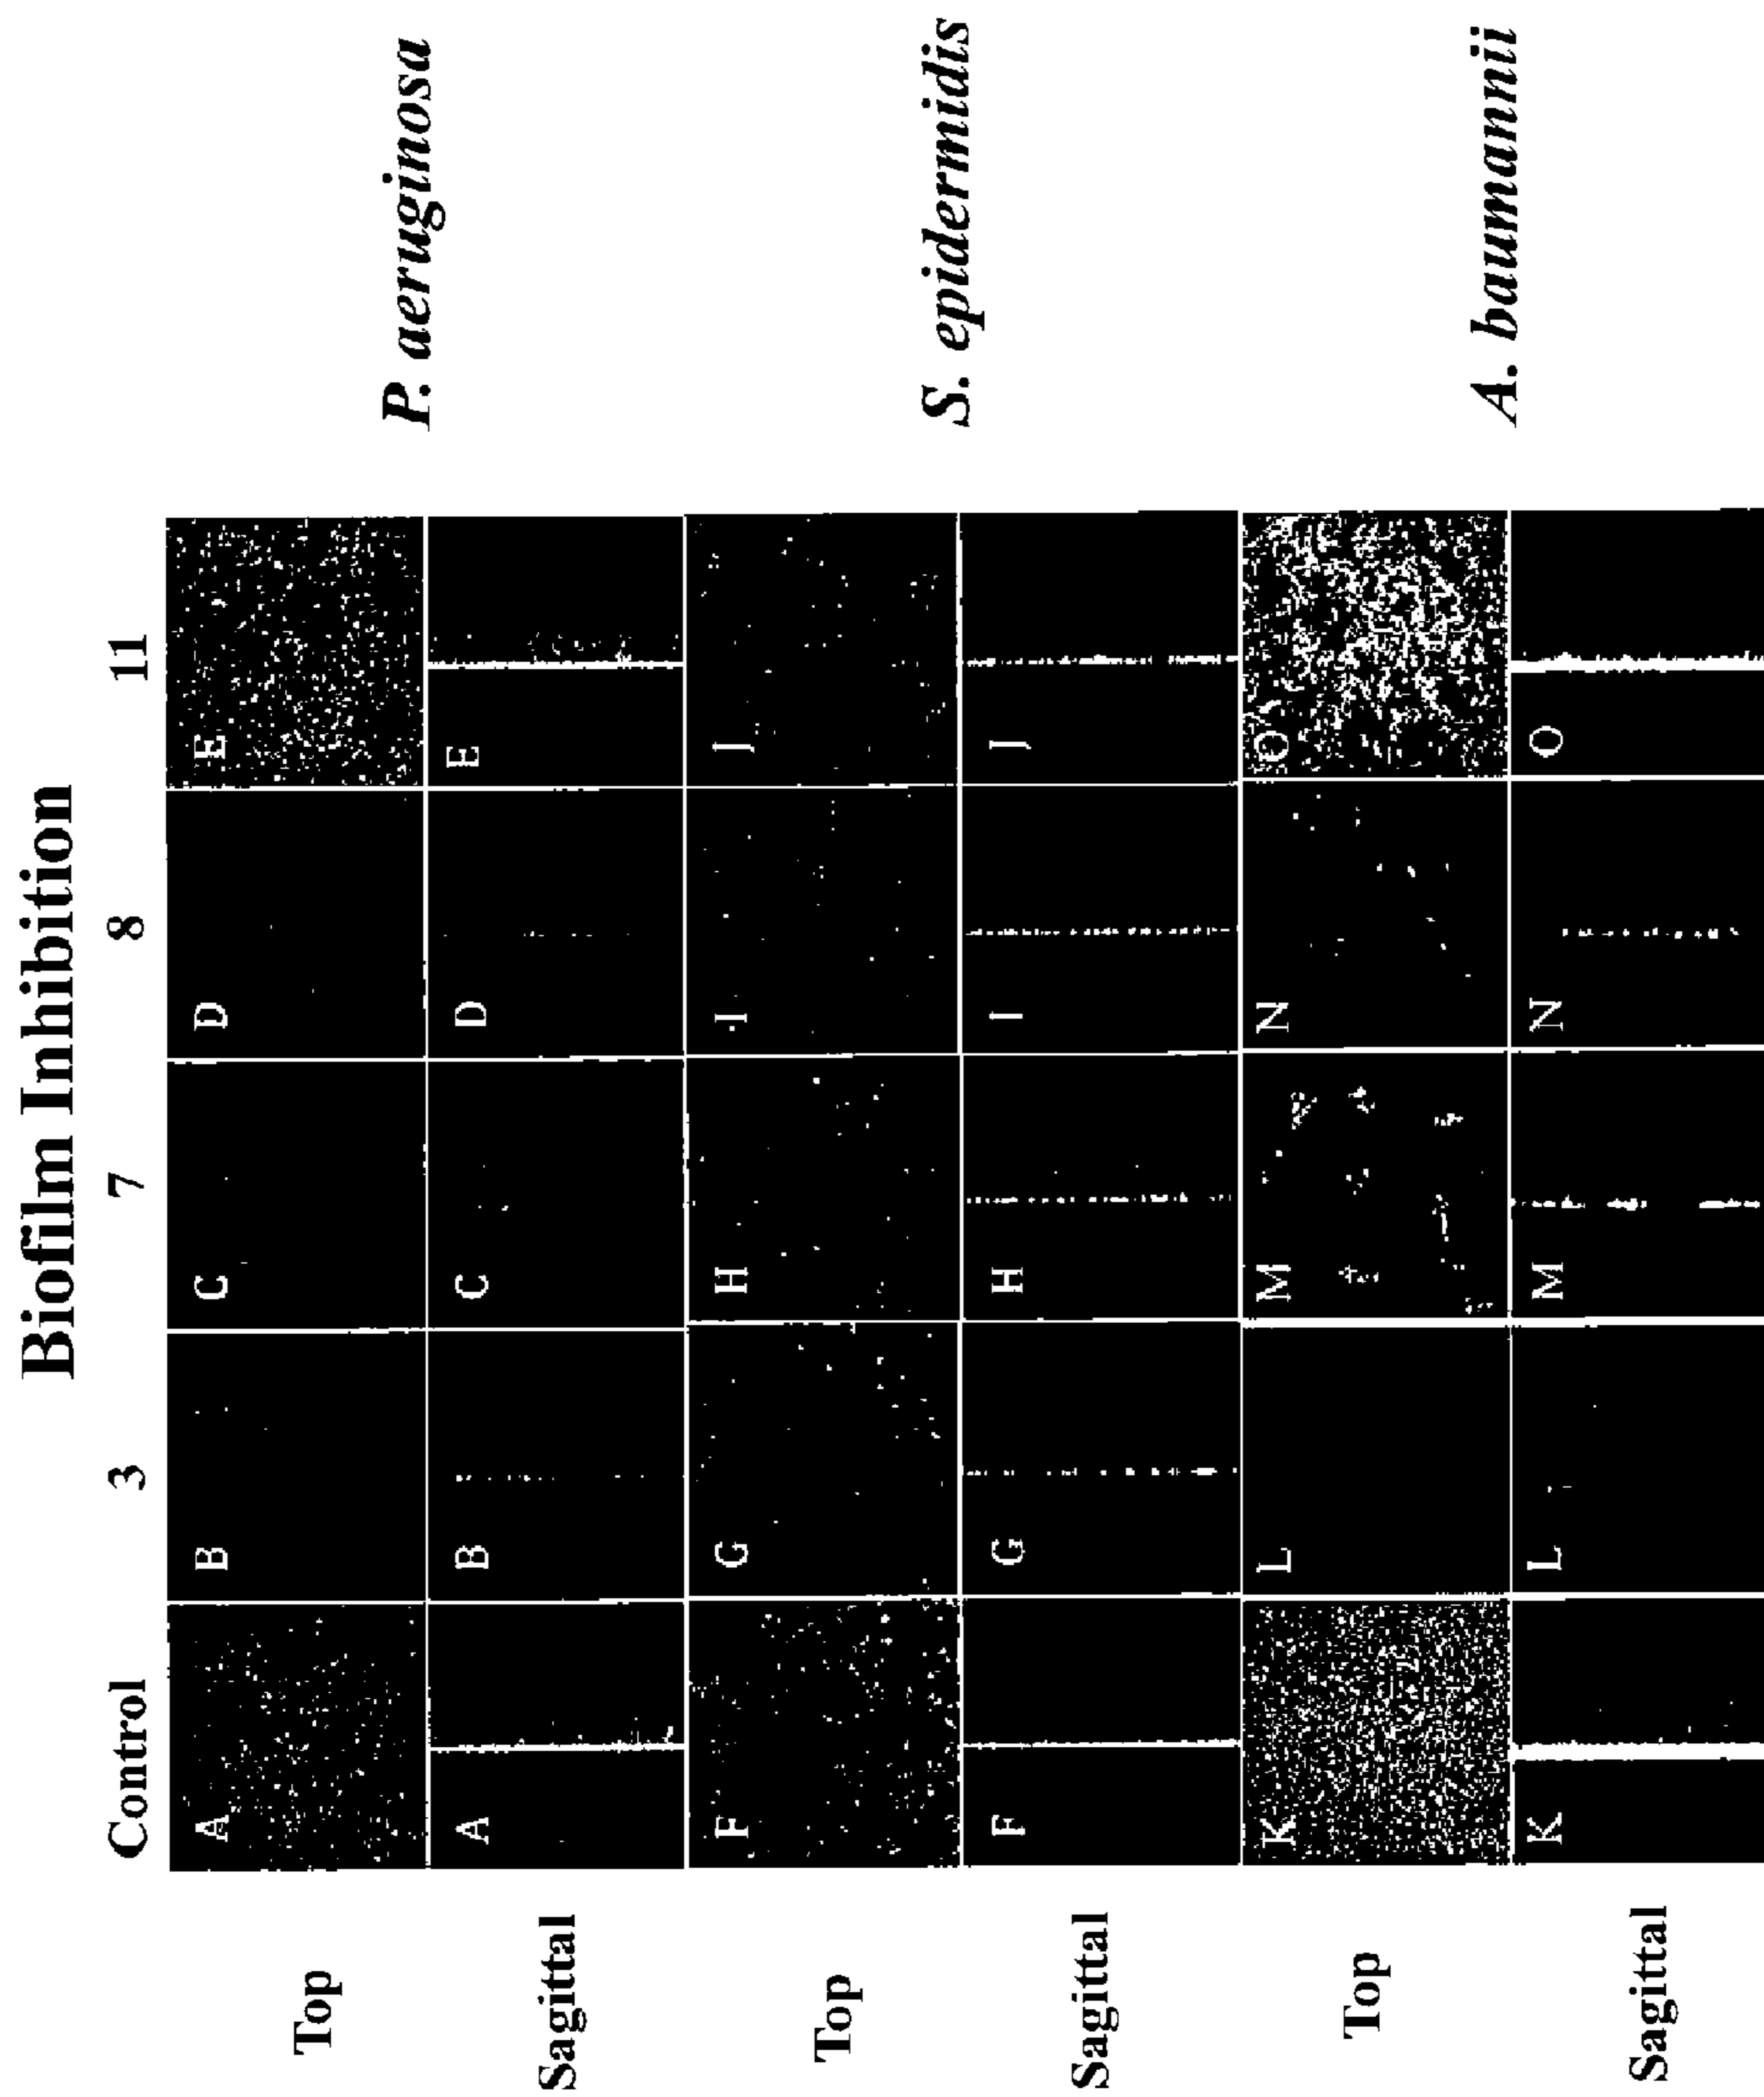 Biofilm Inhibition
Control 3 7 8 11
Top A B C D E
P. aeruginosa
Sagittal A B C D E
Top F G H I J
S. epidermidis
Sagittal F G H I J
Top K L M N O
A. baumannii
Sagittal K L M N O